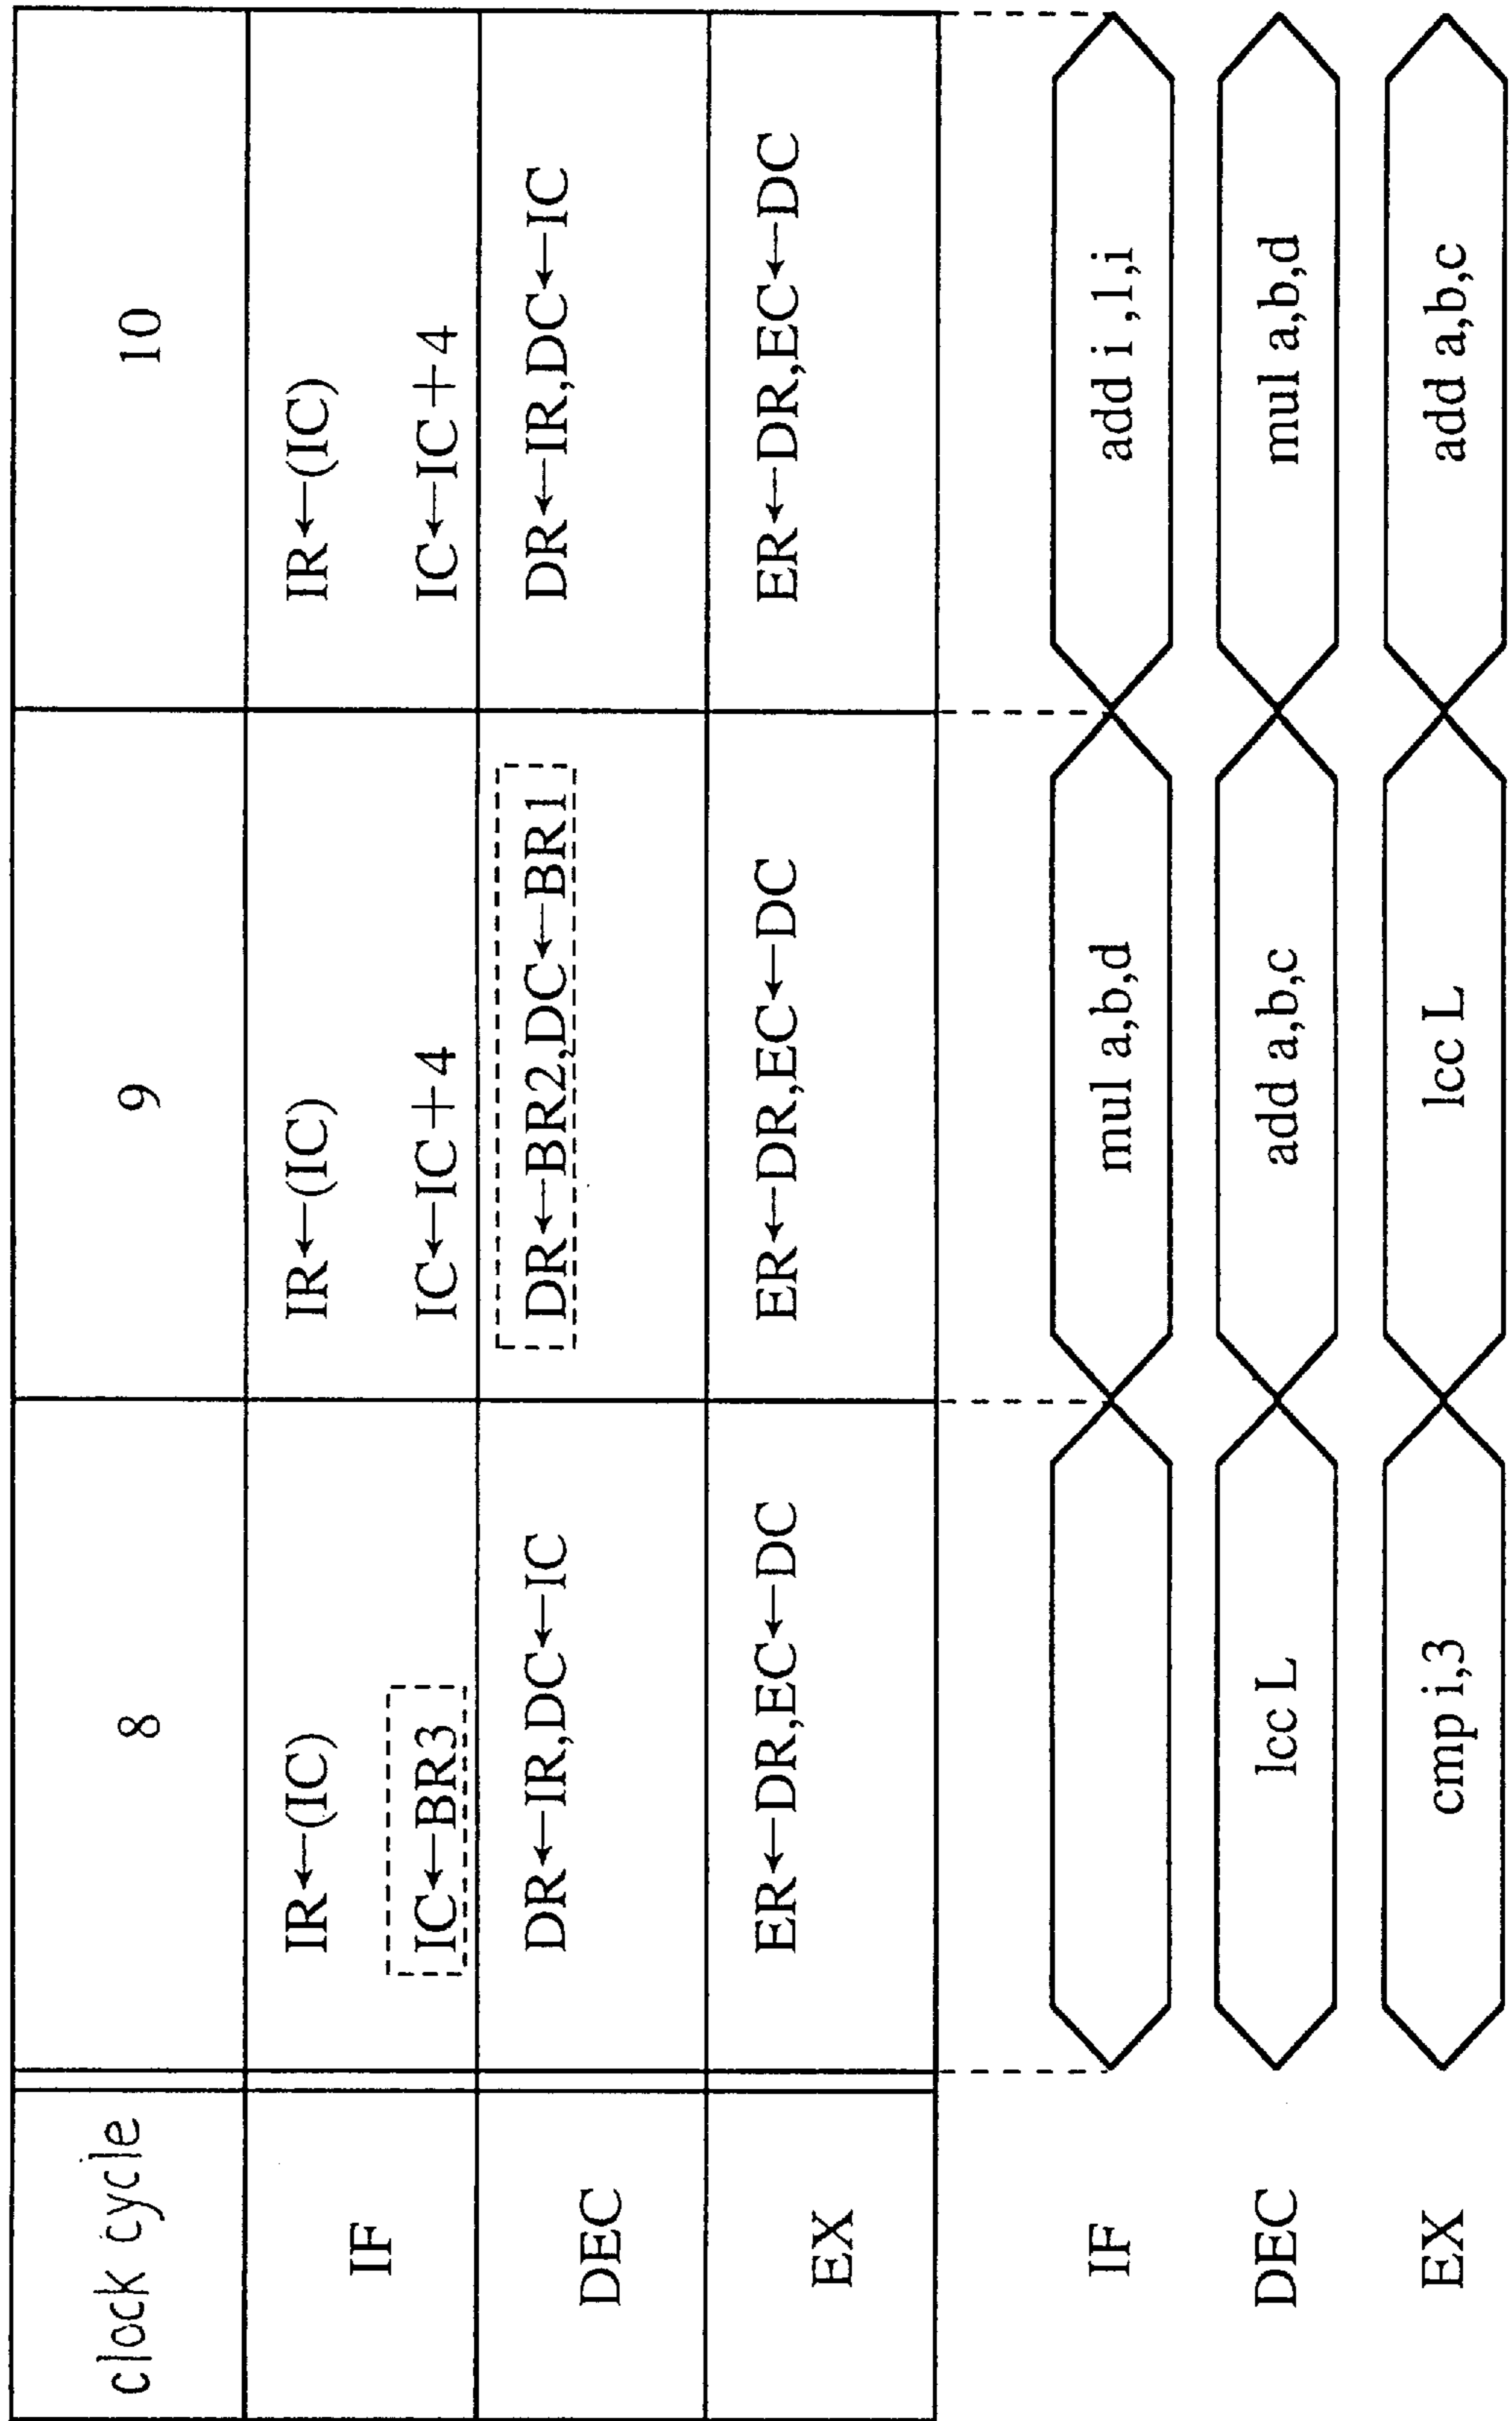 clock cycle 8 9 10
IF IR←(IC) IR←(IC) IR←(IC)
IC←BR3 IC←IC+4 IC←IC+4
DEC DR←IR,DC←IC DR←BR2,DC←BR1 DR←IR,DC←IC
EX ER←DR,EC←DC ER←DR,EC←DC ER←DR,EC←DC
IF mul a,b,d add i ,1,i
DEC lcc L add a,b,c mul a,b,d
EX cmp i,3 lcc L add a,b,c